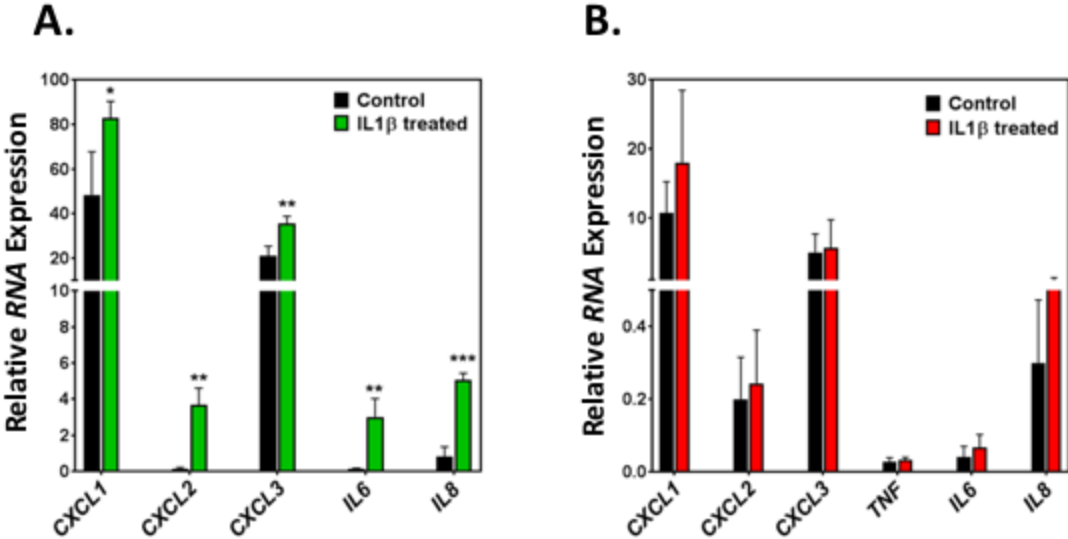 A.
Relative RNA Expression
100
80
60
40
20
10
8
6
4
2
0
Control
IL1β treated
*
**
**
**
***
CXCL1
CXCL2
CXCL3
IL6
IL8
B.
Relative RNA Expression
30
20
10
0.4
0.2
0.0
Control
IL1β treated
CXCL1
CXCL2
CXCL3
TNF
IL6
IL8